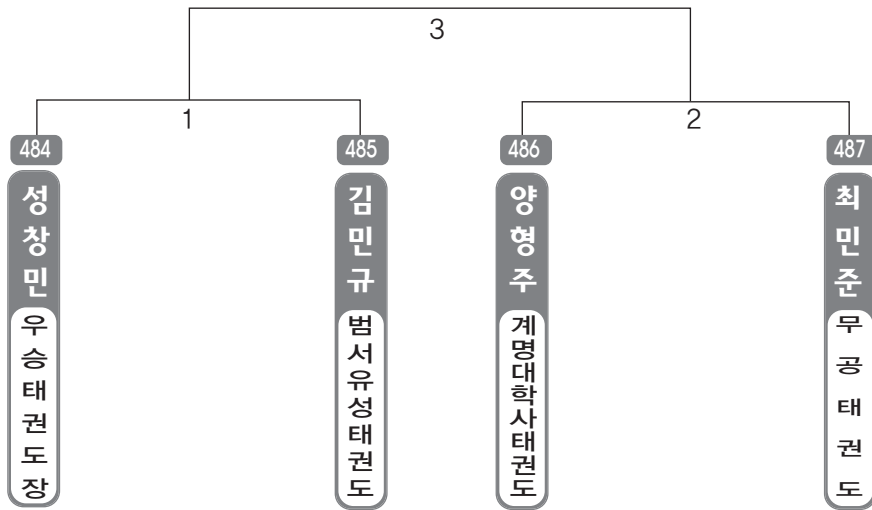 3
1
2
484
485
486
487
성창민
김민규
양형주
최민준
우승태권도장
범서유성태권도
계명대학사태권도
무공태권도